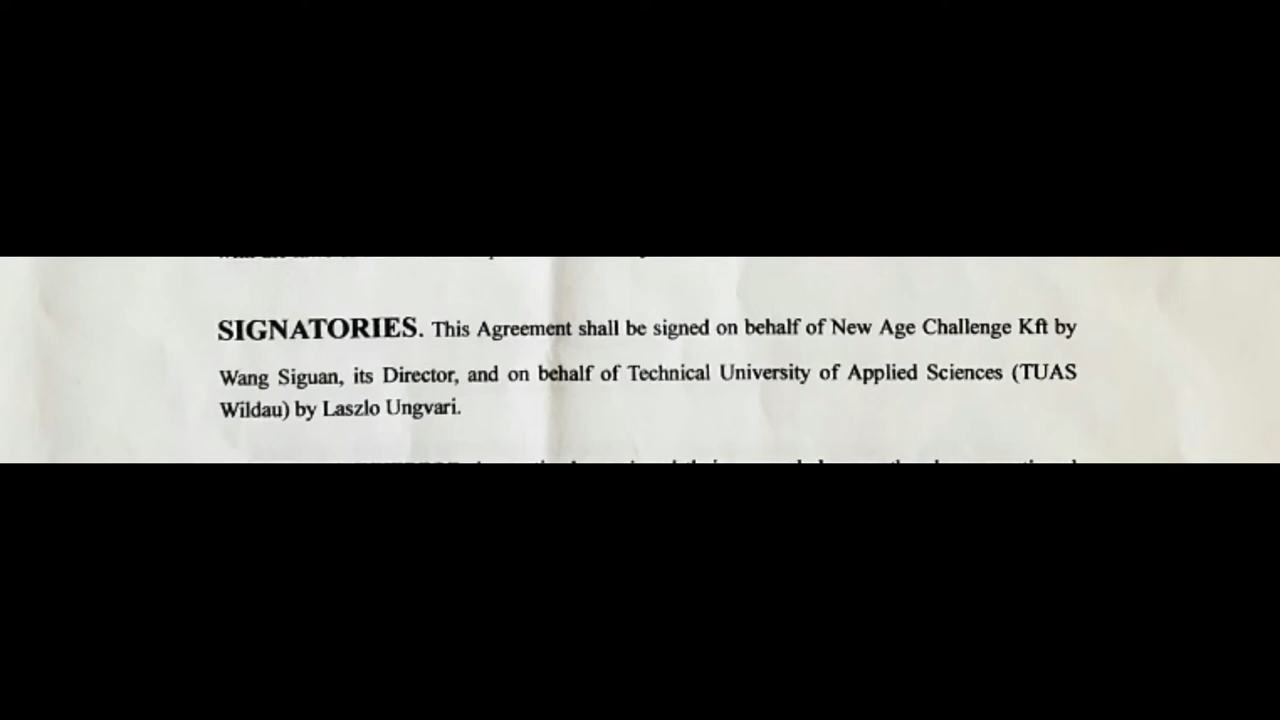 SIGNATORIES. This Agreement shall be signed on behalf of New Age Challenge Kft by
Wang Siguan, its Director, and on behalf of Technical University of Applied Sciences (TUAS
Wildau) by Laszlo Ungvari.